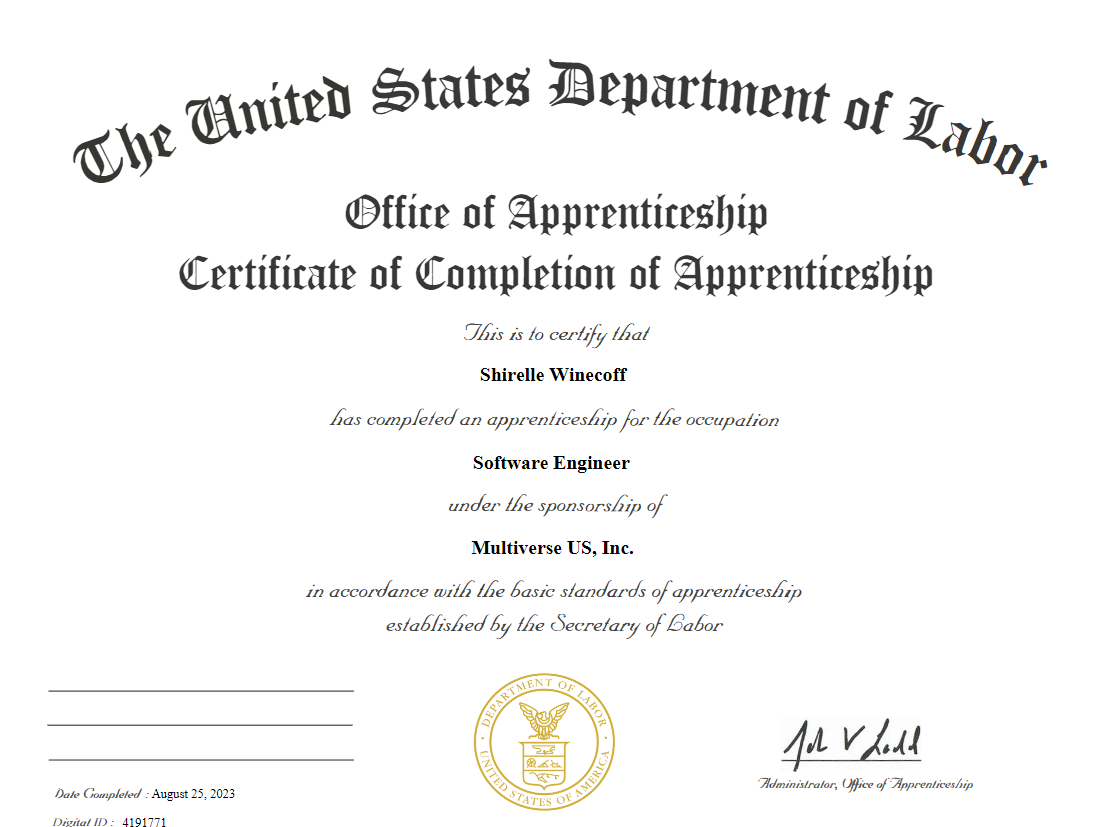 The United States Department of Labor
Office of Apprenticeship
Certificate of Completion of Apprenticeship
This is to certify that
Shirelle Winecoff
has completed an apprenticeship for the occupation
Software Engineer
under the sponsorship of
Multiverse US, Inc.
in accordance with the basic standards of apprenticeship
established by the Secretary of Labor
DEPARTMENT OF LABOR
UNITED STATES OF AMERICA
John V Ladd
Administrator, Office of Apprenticeship
Date Completed : August 25, 2023
Digital ID : 4191771